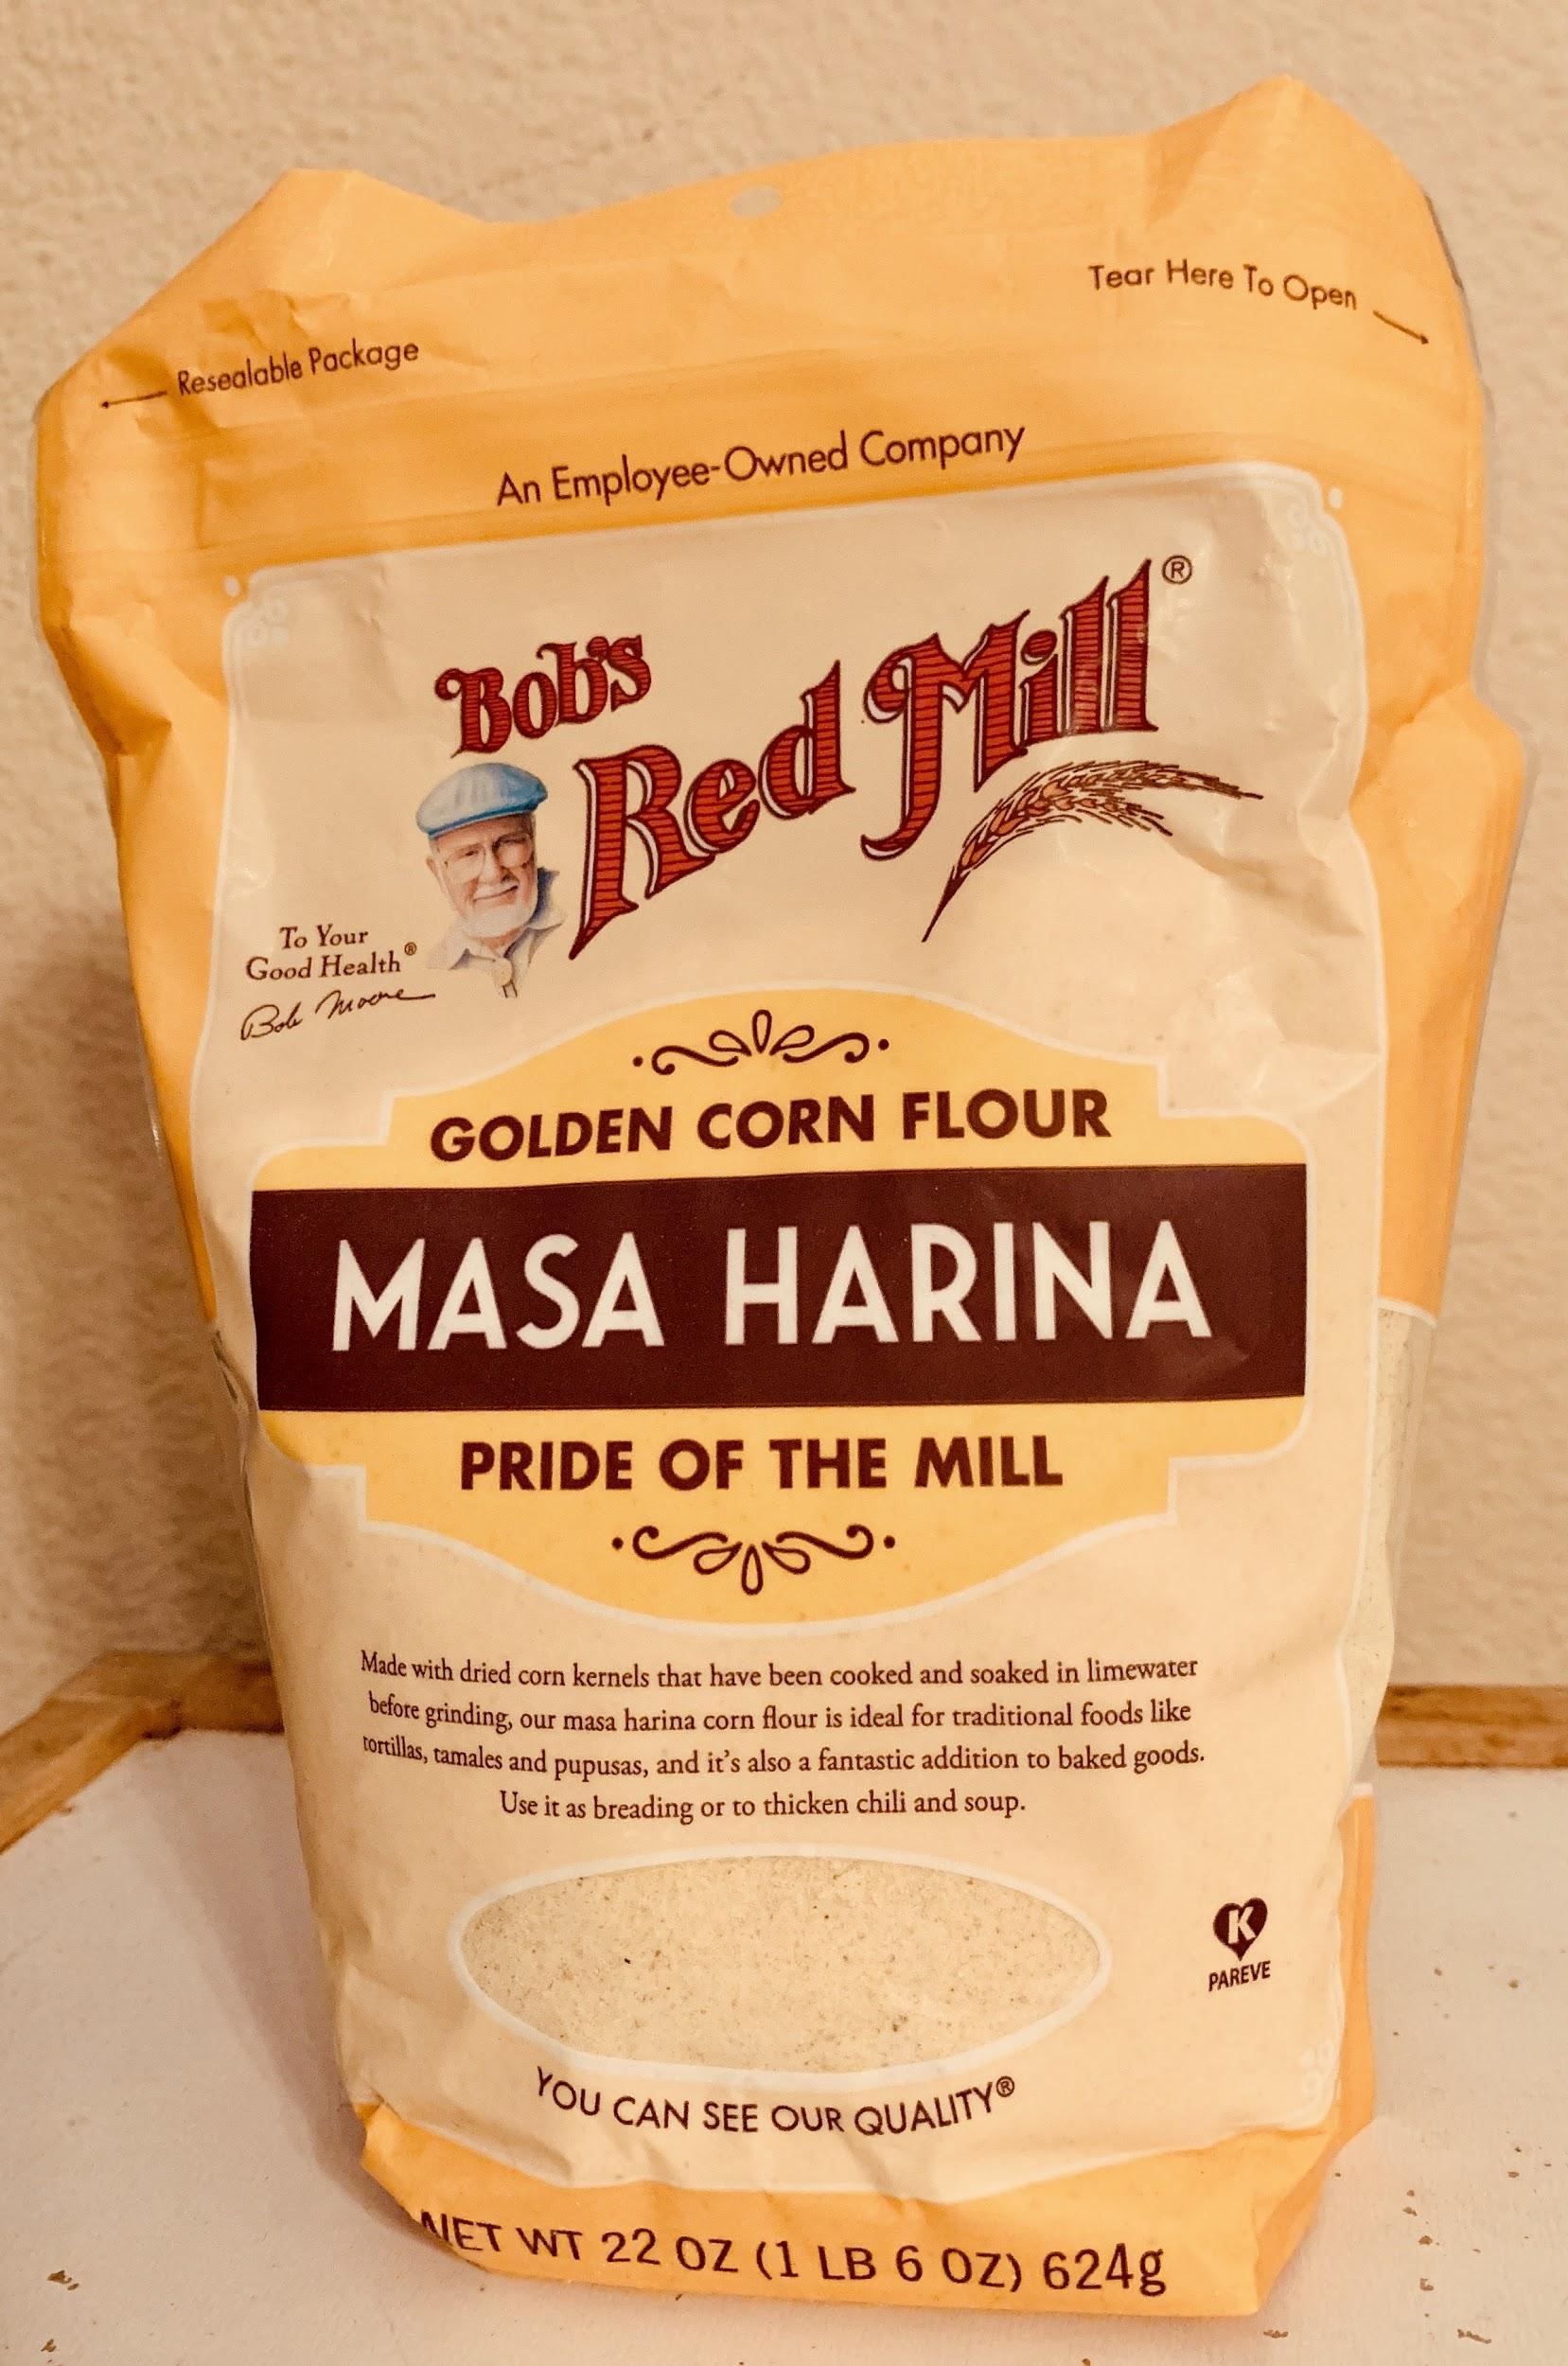 Tear Here To Open
Resealable Package
An Employee-Owned Company
Bob's
Red Mill®
To Your
Good Health®
Bob Moore
GOLDEN CORN FLOUR
MASA HARINA
PRIDE OF THE MILL
Made with dried corn kernels that have been cooked and soaked in limewater
before grinding, our masa harina corn flour is ideal for traditional foods like
tortillas, tamales and pupusas, and it's also a fantastic addition to baked goods.
Use it as breading or to thicken chili and soup.
K
PAREVE
YOU CAN SEE OUR QUALITY®
NET WT 22 OZ (1 LB 6 OZ) 624g